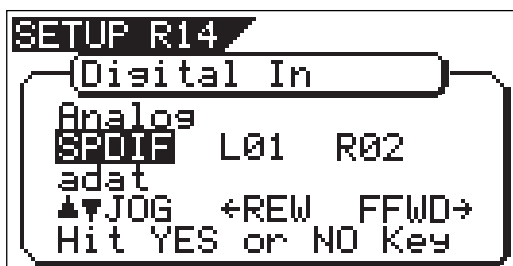 SETUP R14
Digital In
Analog
SPDIF L01 R02
adat
▲▼JOG ←REW FFWD→
Hit YES or NO Key